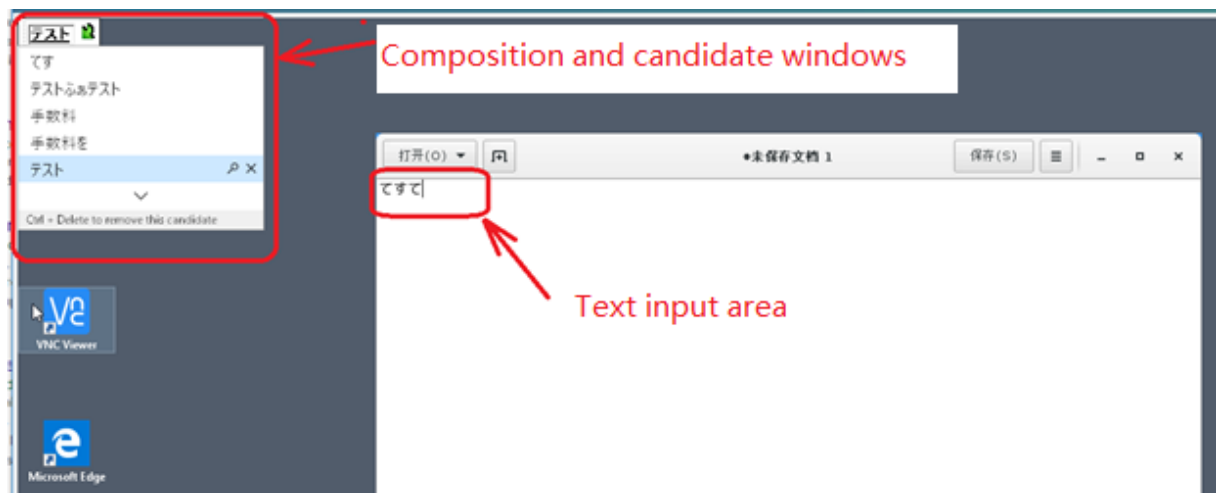 テスト
てす
テストふぁテスト
手数料
手数料を
テスト
Ctrl + Delete to remove this candidate
Composition and candidate windows
打开(O)
•未保存文档 1
保存(S)
てすて
Text input area
VNC Viewer
Microsoft Edge